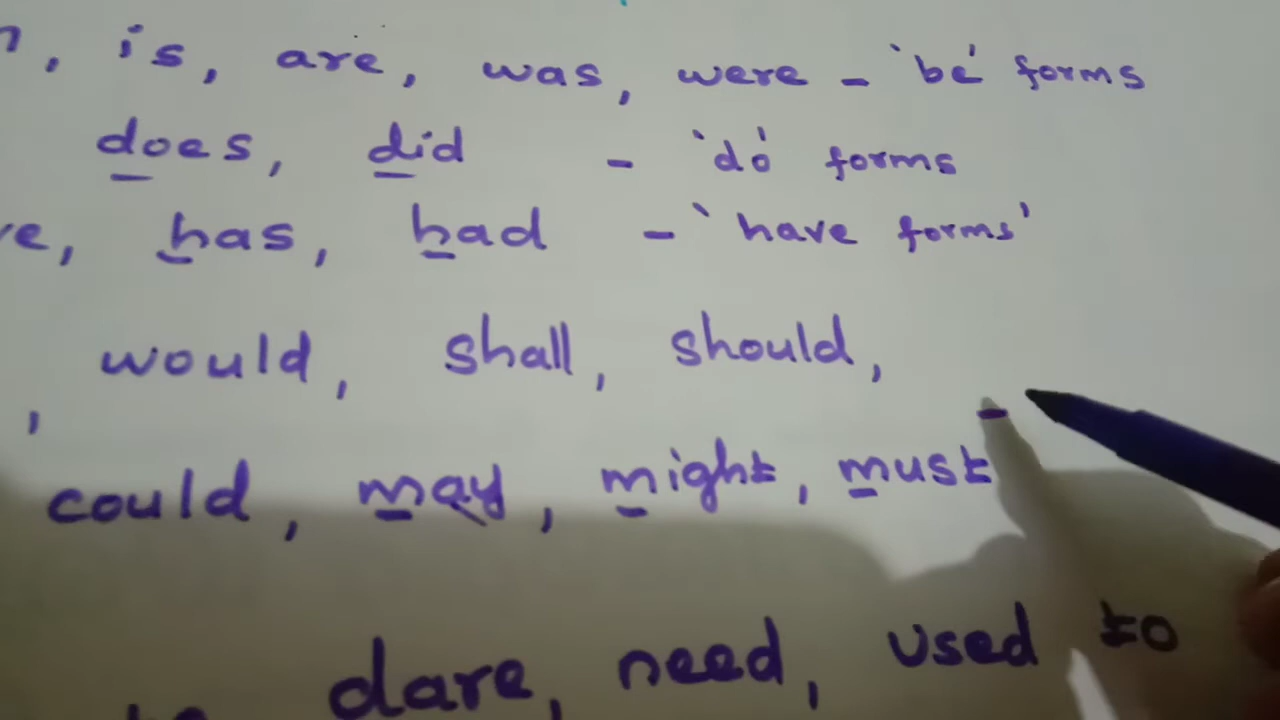 , is, are, was, were - 'be' forms
does, did - 'do' forms
, has, had - 'have forms'
would, shall, should,
, could, may, might, must
dare, need, used to